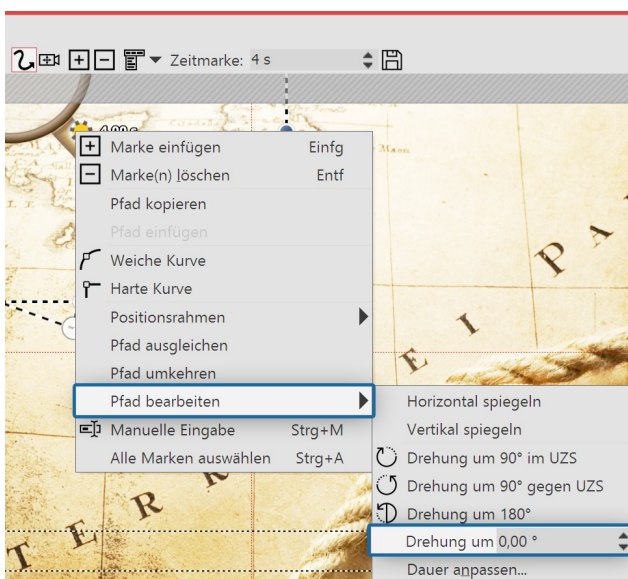 Zeitmarke: 4 s
Marke einfügen Einfg
Marke(n) löschen Entf
Pfad kopieren
Pfad einfügen
Weiche Kurve
Harte Kurve
Positionsrahmen
Pfad ausgleichen
Pfad umkehren
Pfad bearbeiten
Manuelle Eingabe Strg+M
Alle Marken auswählen Strg+A
Horizontal spiegeln
Vertikal spiegeln
Drehung um 90° im UZS
Drehung um 90° gegen UZS
Drehung um 180°
Drehung um 0,00 °
Dauer anpassen...
T E R R
E I P A